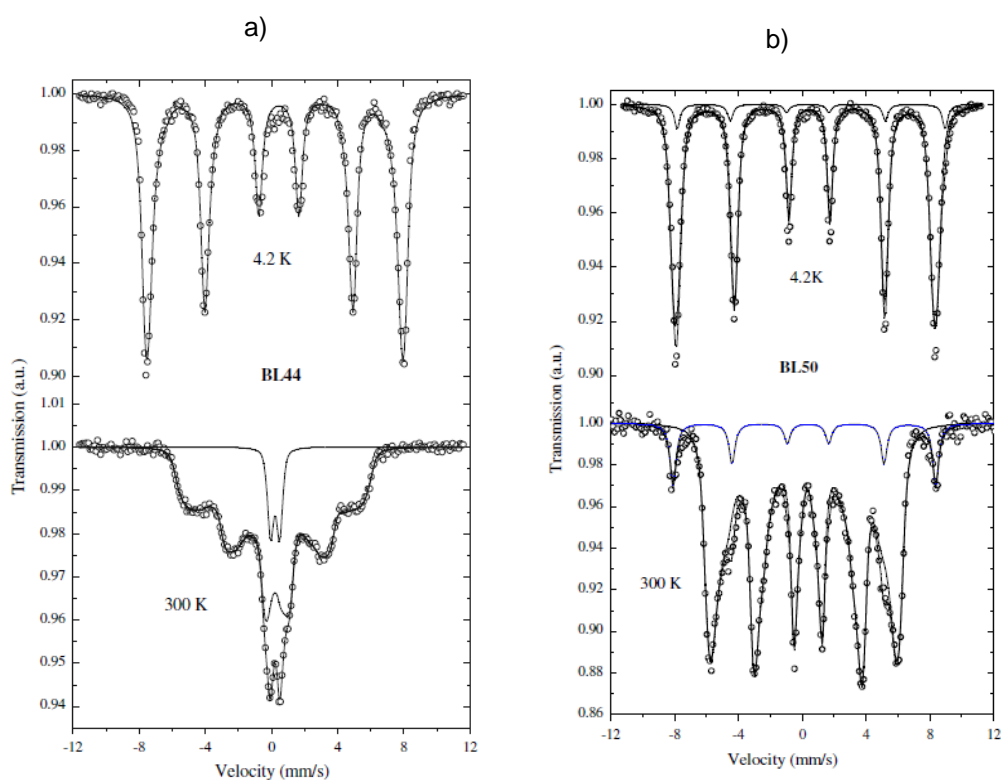 a)
b)
1.00
0.98
0.96
0.94
0.92
0.90
4.2 K
BL44
1.01
1.00
0.99
0.98
0.97
0.96
0.95
0.94
300 K
-12 -8 -4 0 4 8 12
Velocity (mm/s)
Transmission (a.u.)
1.00
0.98
0.96
0.94
0.92
0.90
4.2K
BL50
1.00
0.98
0.96
0.94
0.92
0.90
0.88
0.86
300 K
-12 -8 -4 0 4 8 12
Velocity (mm/s)
Transmission (a.u.)